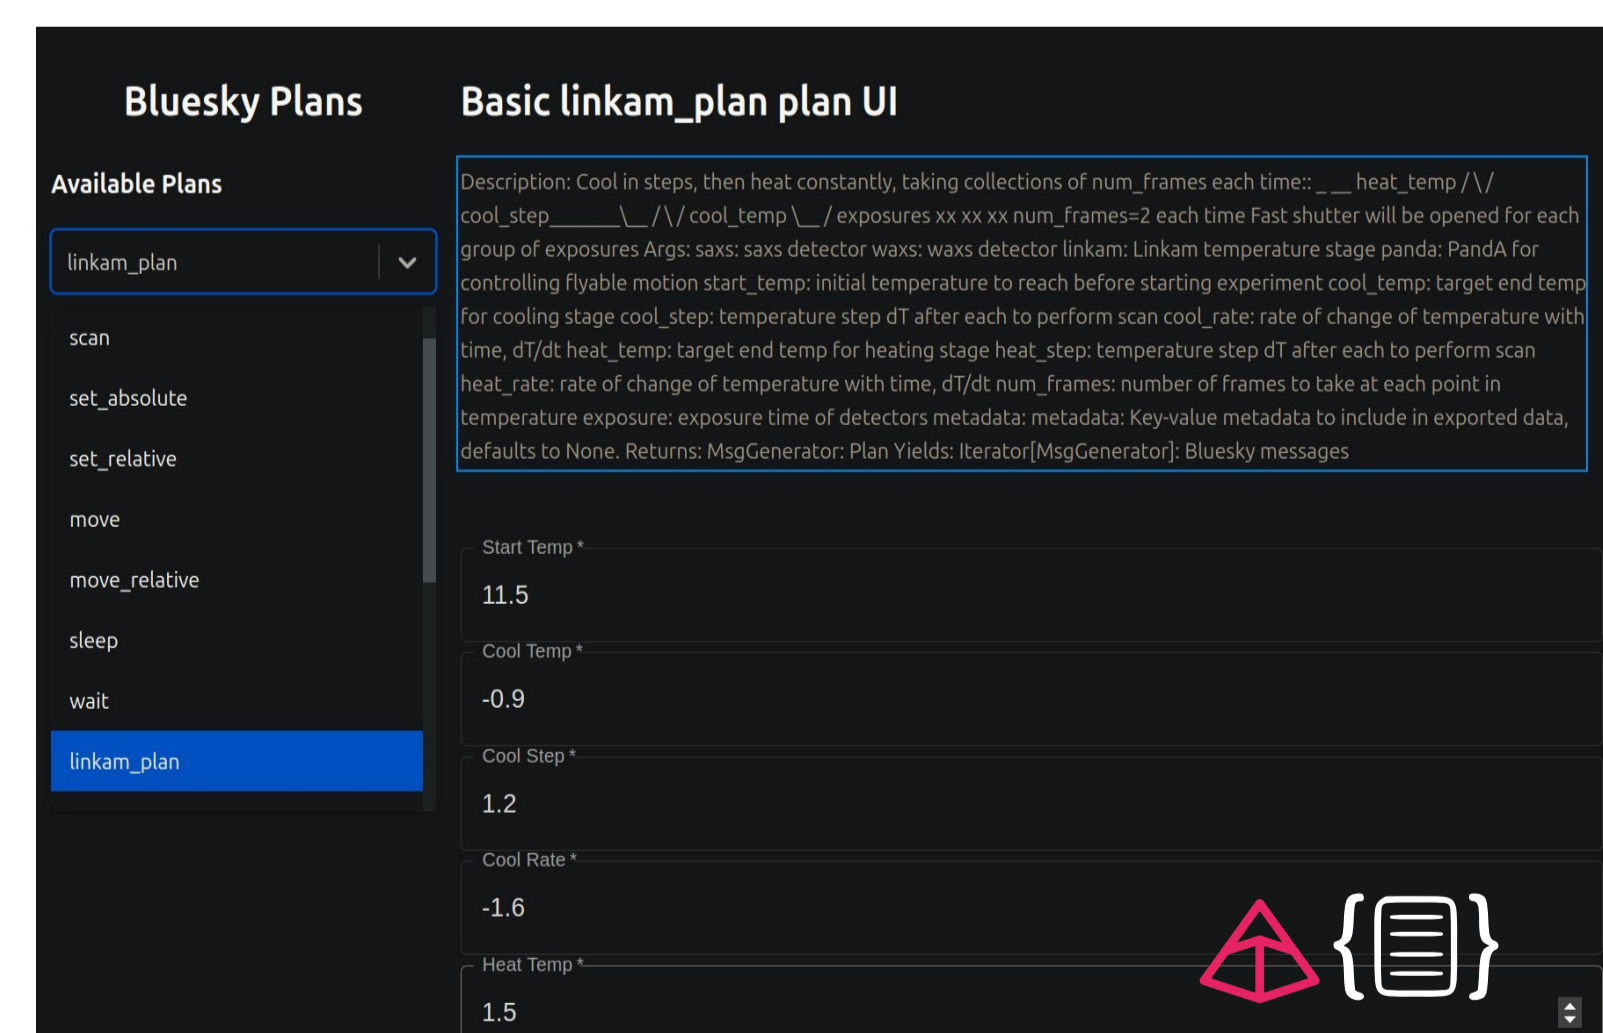 Bluesky Plans
Basic linkam_plan plan UI
Available Plans
linkam_plan
scan
set_absolute
set_relative
move
move_relative
sleep
wait
linkam_plan
Description: Cool in steps, then heat constantly, taking collections of num_frames each time:: _ __ heat_temp / \ /
cool_step_______\__ / \ / cool_temp \__ / exposures xx xx xx num_frames=2 each time Fast shutter will be opened for each
group of exposures Args: saxs: saxs detector waxs: waxs detector linkam: Linkam temperature stage panda: PandA for
controlling flyable motion start_temp: initial temperature to reach before starting experiment cool_temp: target end temp
for cooling stage cool_step: temperature step dT after each to perform scan cool_rate: rate of change of temperature with
time, dT/dt heat_temp: target end temp for heating stage heat_step: temperature step dT after each to perform scan
heat_rate: rate of change of temperature with time, dT/dt num_frames: number of frames to take at each point in
temperature exposure: exposure time of detectors metadata: metadata: Key-value metadata to include in exported data,
defaults to None. Returns: MsgGenerator: Plan Yields: Iterator[MsgGenerator]: Bluesky messages
Start Temp *
11.5
Cool Temp *
-0.9
Cool Step *
1.2
Cool Rate *
-1.6
Heat Temp *
1.5